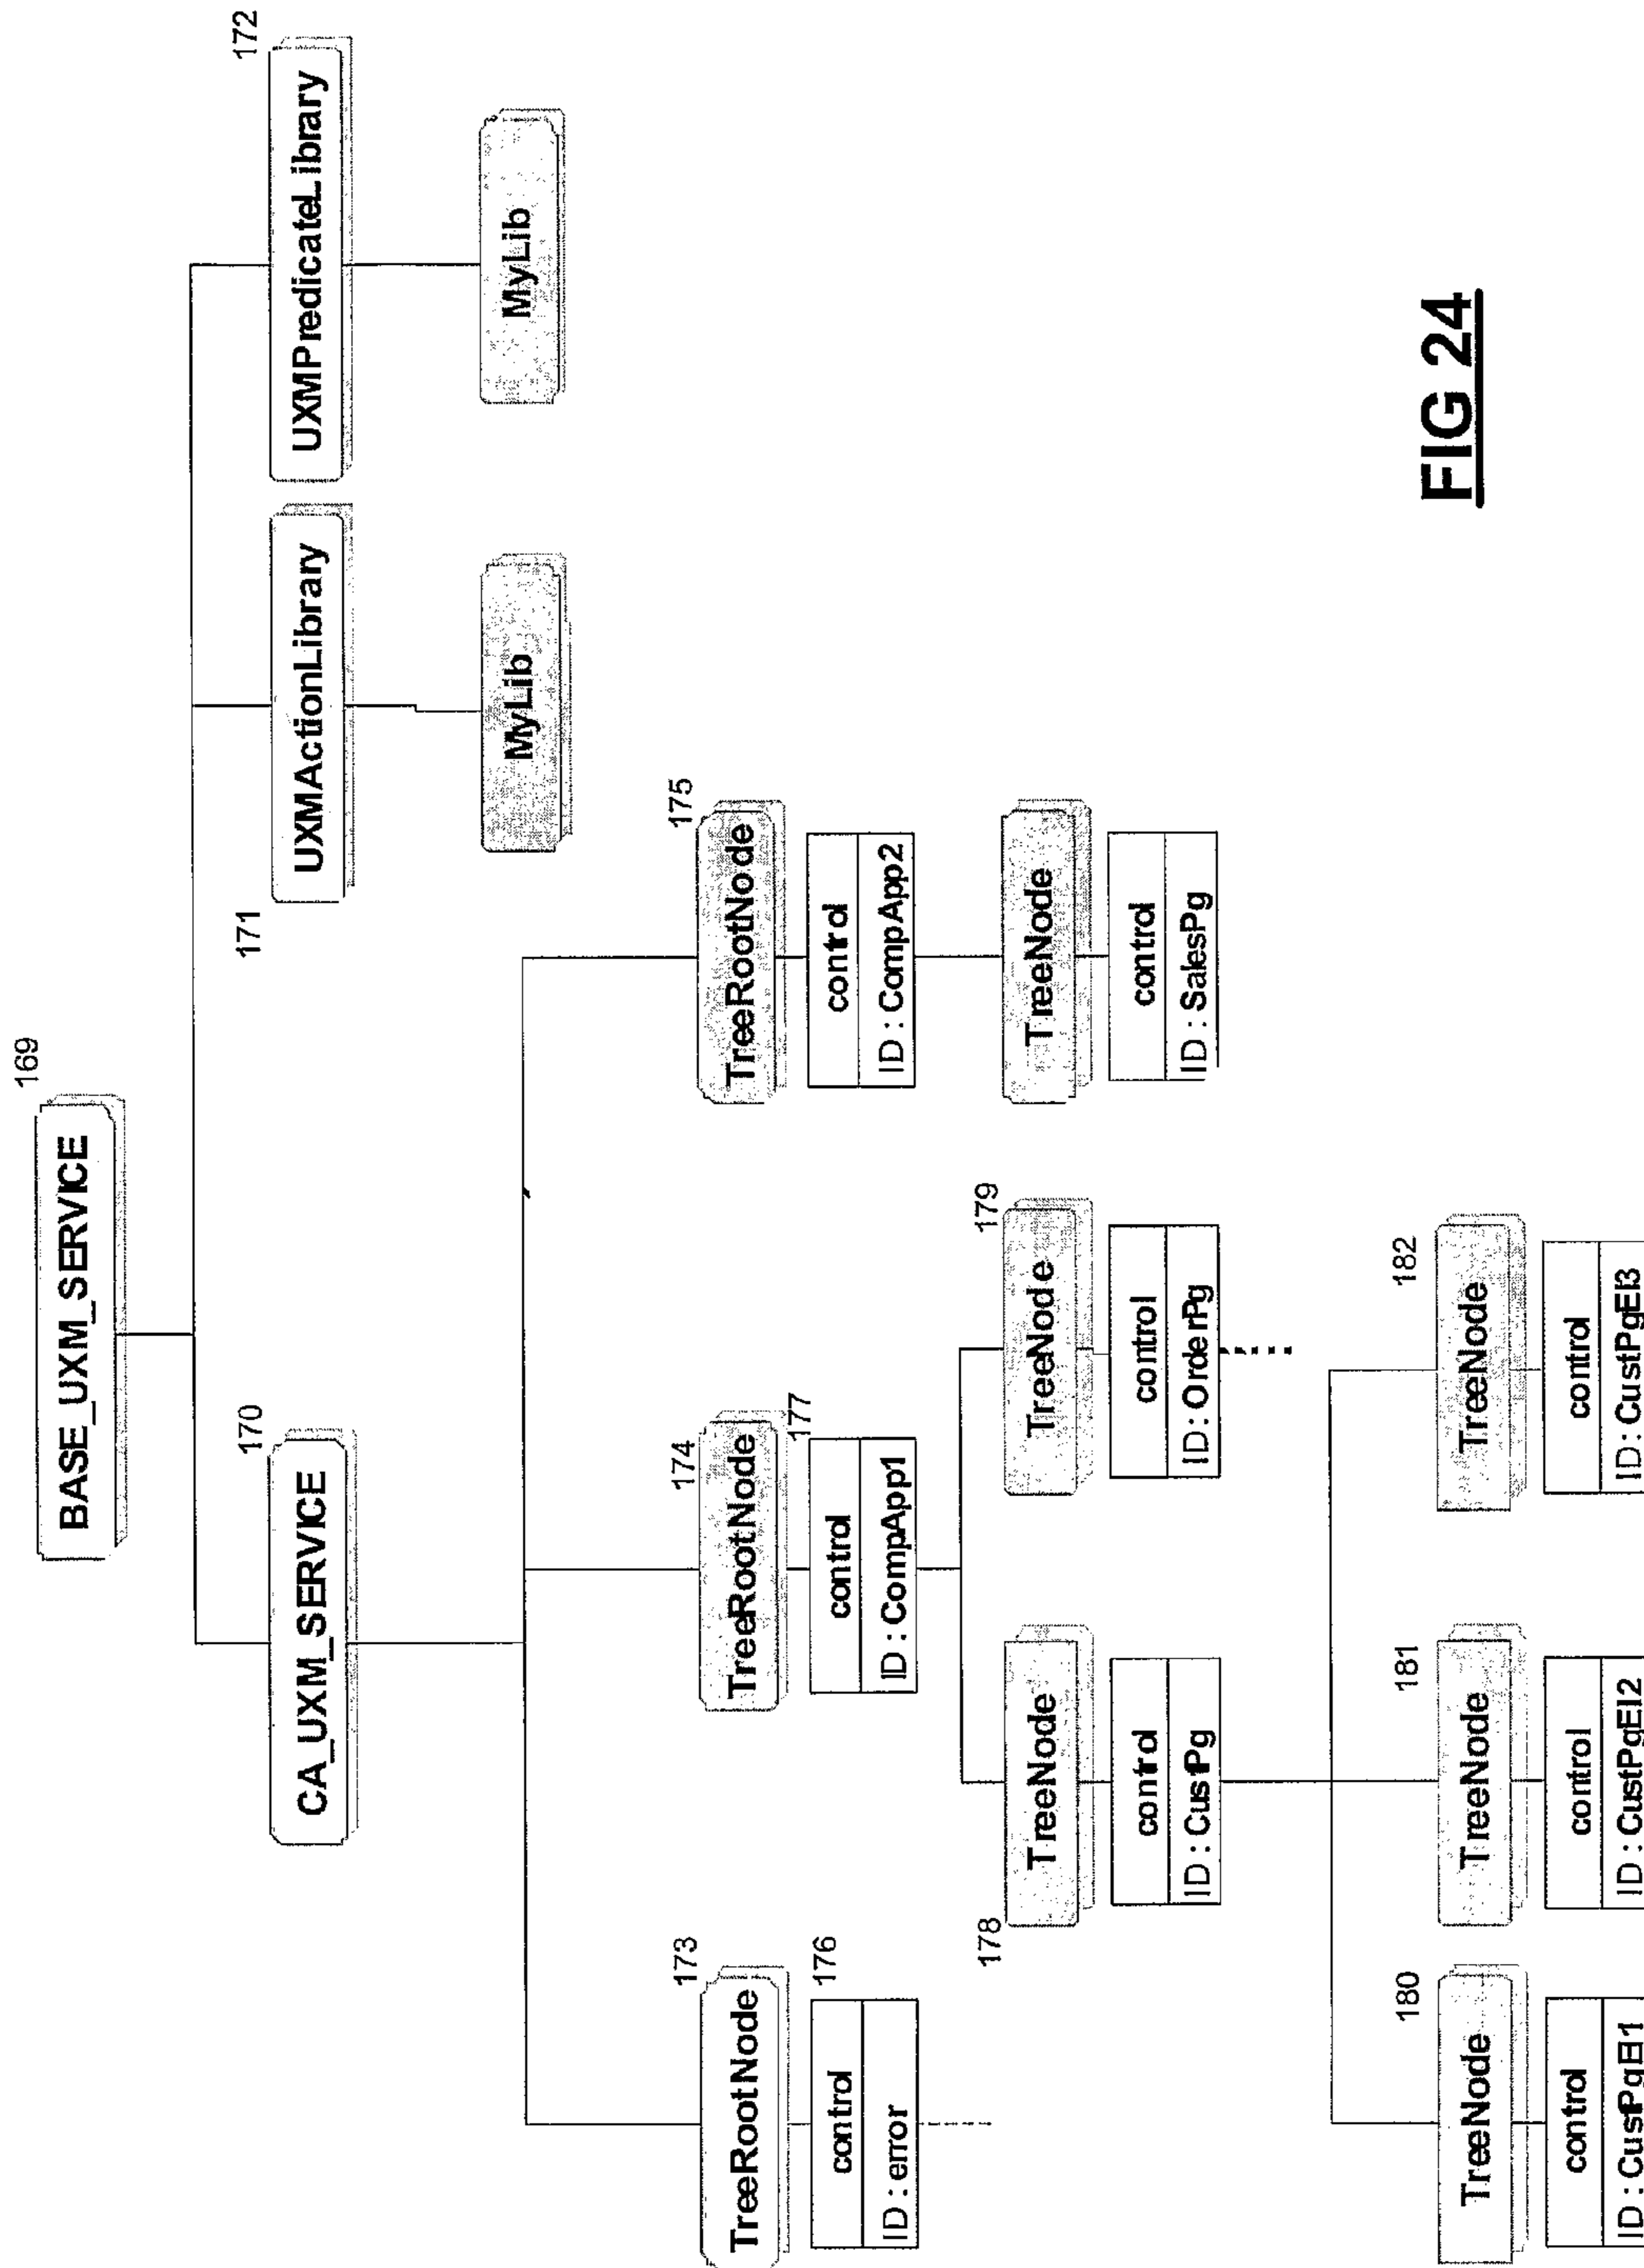 169
BASE_UXM_SERVICE
170
CA_UXM_SERVICE
171
UXMActionLibrary
172
UXMPredicateLibrary
MyLib
MyLib
173
TreeRootNode
174
TreeRootNode
175
TreeRootNode
176
control
ID : error
177
control
ID : CompApp1
control
ID : CompApp2
178
TreeNode
179
TreeNode
TreeNode
control
ID : CustPg
control
ID : OrderPg
control
ID : SalesPg
180
TreeNode
181
TreeNode
182
TreeNode
control
ID : CustPgEl1
control
ID : CustPgEl2
control
ID : CustPgEl3
FIG 24